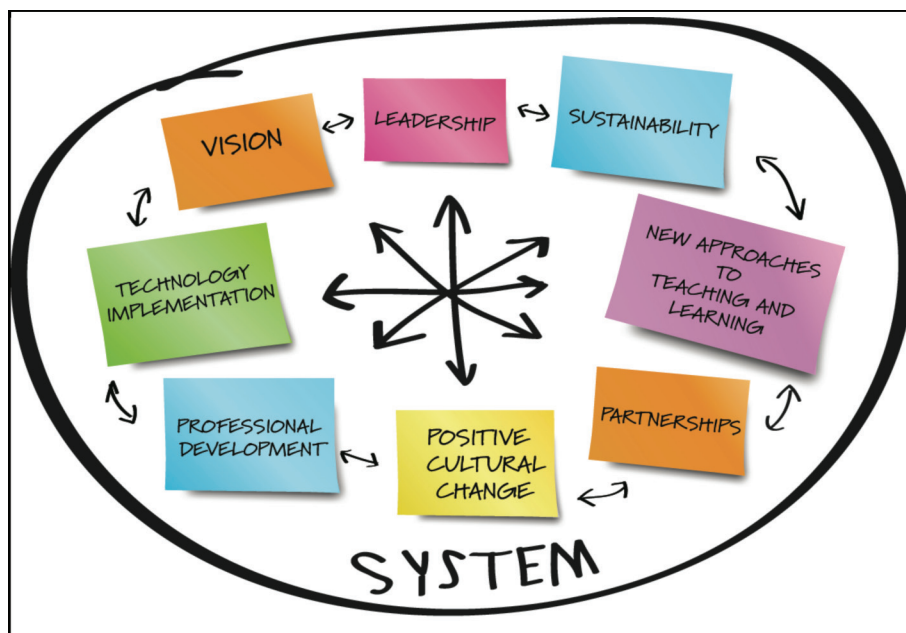 VISION
LEADERSHIP
SUSTAINABILITY
NEW APPROACHES
TO
TEACHING AND
LEARNING
PARTNERSHIPS
POSITIVE
CULTURAL
CHANGE
PROFESSIONAL
DEVELOPMENT
TECHNOLOGY
IMPLEMENTATION
SYSTEM